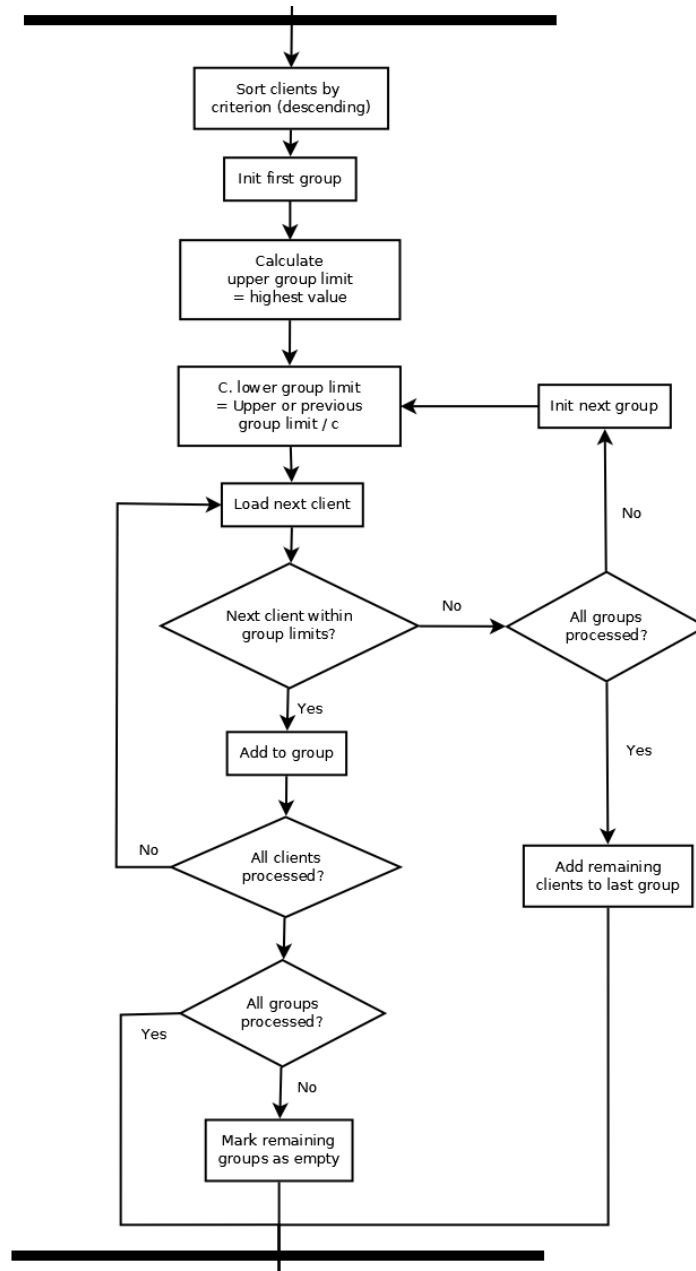 Sort clients by
criterion (descending)
Init first group
Calculate
upper group limit
= highest value
C. lower group limit
= Upper or previous
group limit / c
Init next group
Load next client
No
Next client within
group limits?
No
All groups
processed?
Yes
Add to group
Yes
No
All clients
processed?
Add remaining
clients to last group
All groups
processed?
Yes
No
Mark remaining
groups as empty